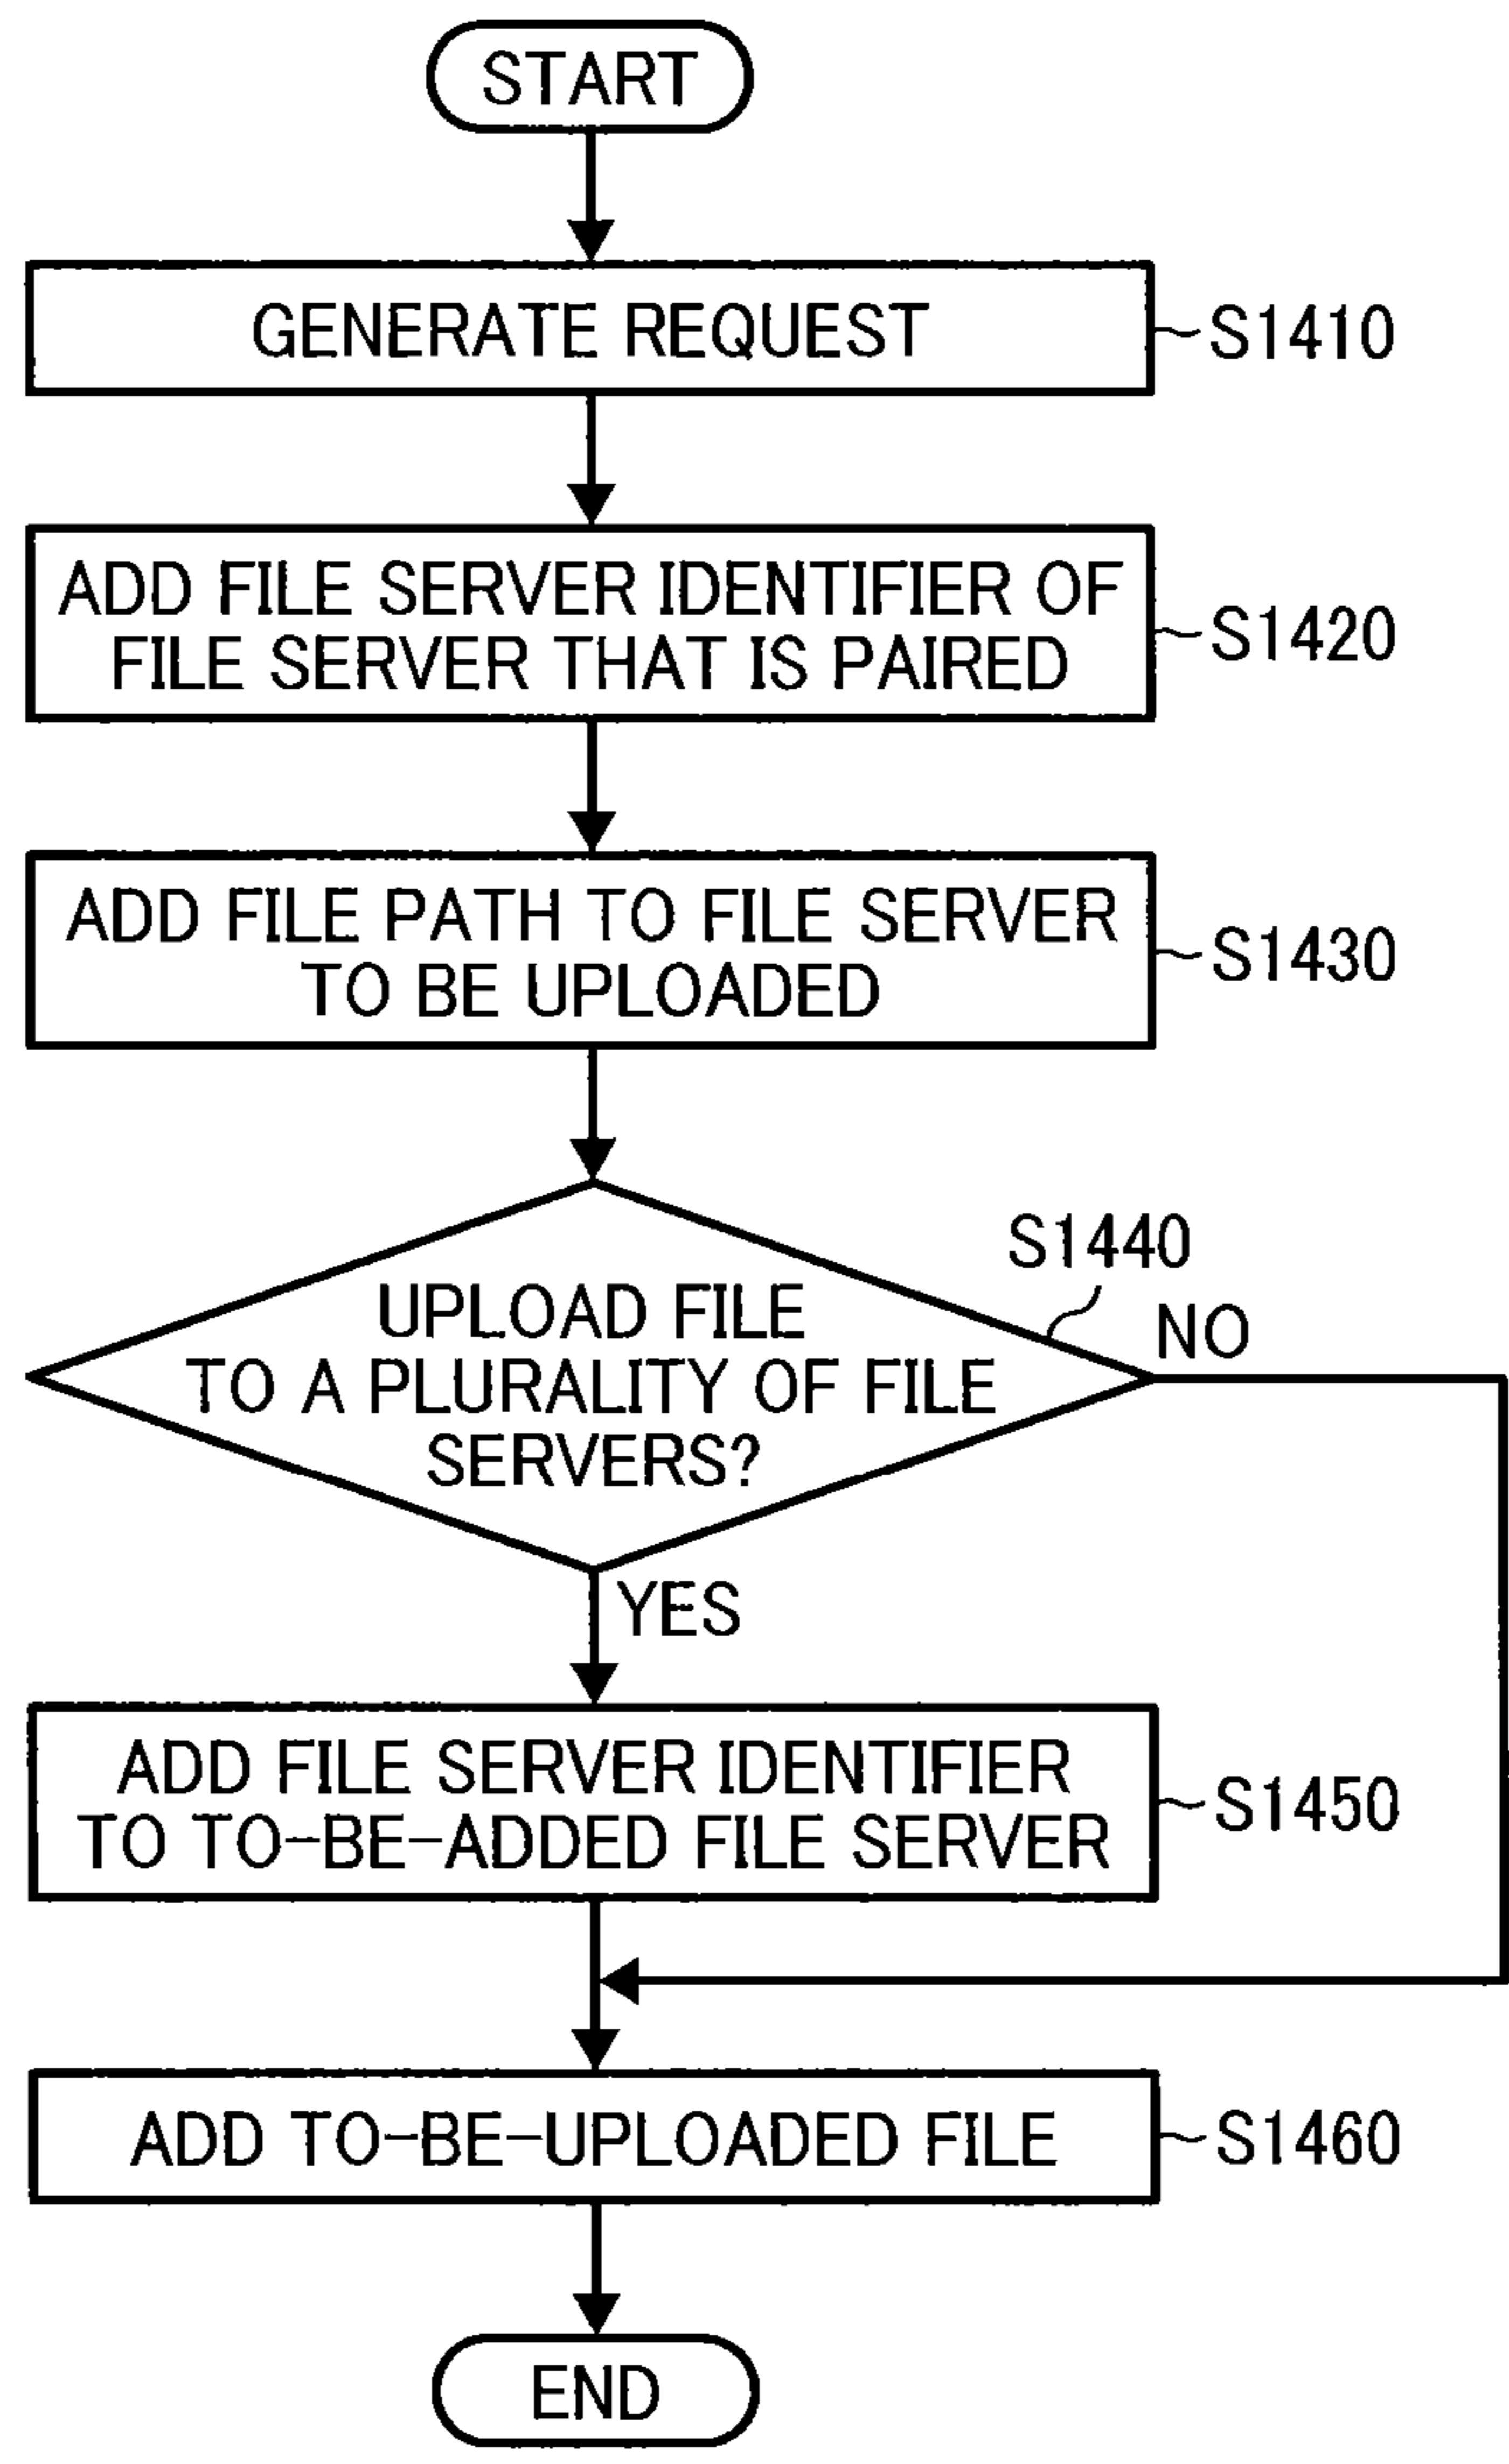 START
GENERATE REQUEST
S1410
ADD FILE SERVER IDENTIFIER OF
FILE SERVER THAT IS PAIRED
S1420
ADD FILE PATH TO FILE SERVER
TO BE UPLOADED
S1430
S1440
UPLOAD FILE
TO A PLURALITY OF FILE
SERVERS?
NO
YES
ADD FILE SERVER IDENTIFIER
TO TO-BE-ADDED FILE SERVER
S1450
ADD TO-BE-UPLOADED FILE
S1460
END